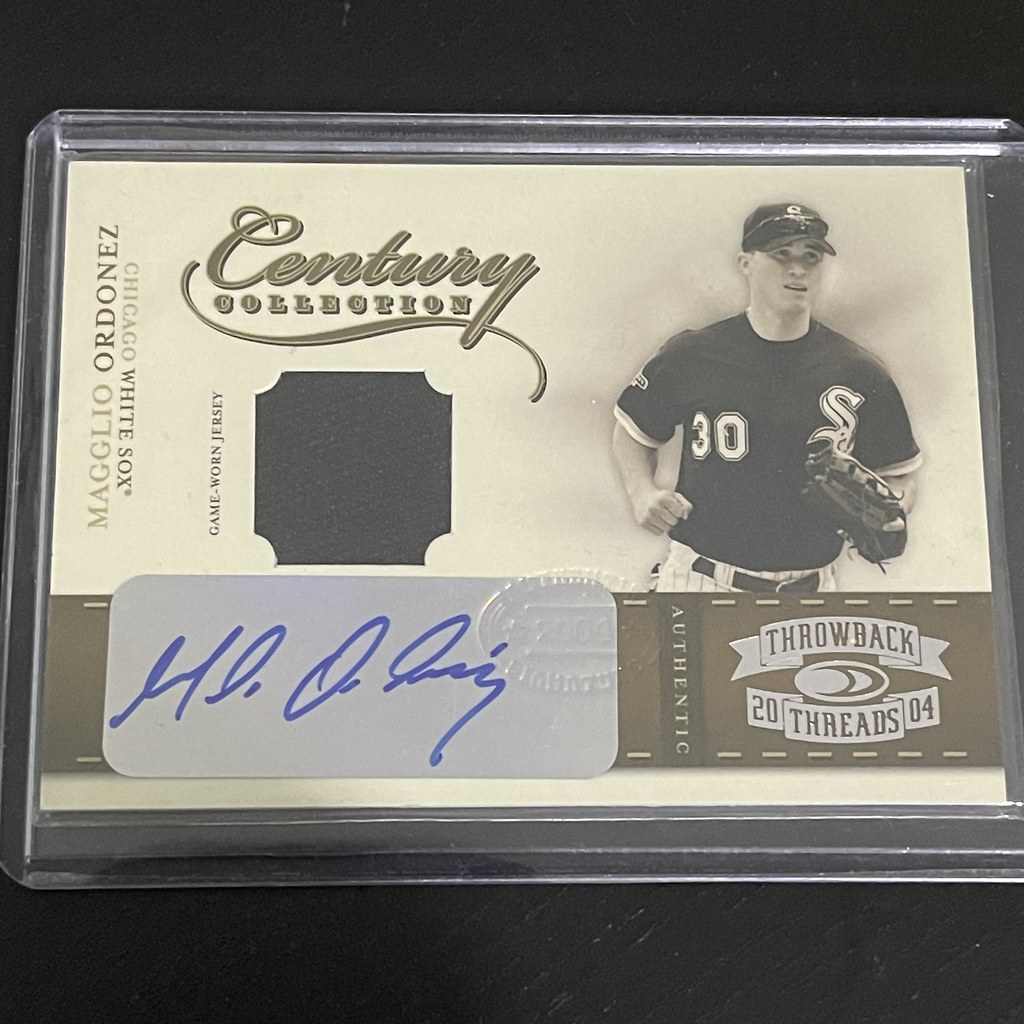 MAGGLIO ORDONEZ
CHICAGO WHITE SOX®
Century
COLLECTION
GAME-WORN JERSEY
30
AUTHENTIC
THROWBACK
20 THREADS 04